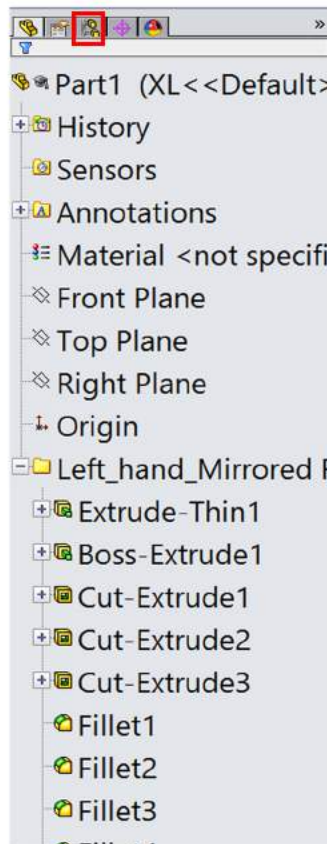 »
Part1 (XL<<Default>
History
Sensors
Annotations
Material <not specifi
Front Plane
Top Plane
Right Plane
Origin
Left_hand_Mirrored
Extrude-Thin1
Boss-Extrude1
Cut-Extrude1
Cut-Extrude2
Cut-Extrude3
Fillet1
Fillet2
Fillet3